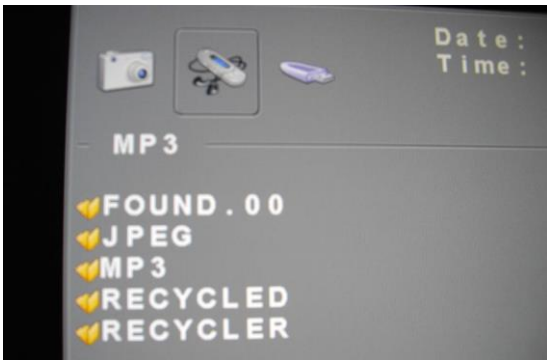 Date:
Time:
MP3
FOUND.00
JPEG
MP3
RECYCLED
RECYCLER